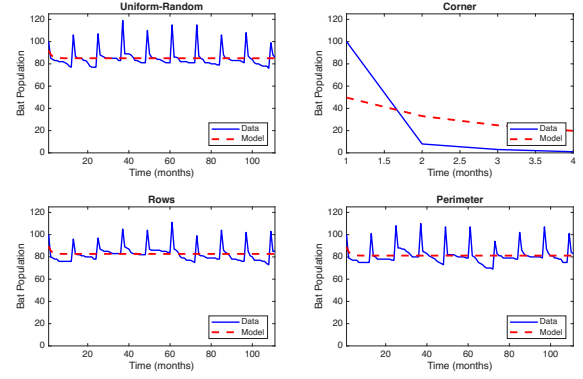 Uniform-Random
120
100
80
60
40
20
0
Bat Population
20 40 60 80 100
Time (months)
Data
Model
Corner
120
100
80
60
40
20
0
Bat Population
1 1.5 2 2.5 3 3.5 4
Time (months)
Data
Model
Rows
120
100
80
60
40
20
0
Bat Population
20 40 60 80 100
Time (months)
Data
Model
Perimeter
120
100
80
60
40
20
0
Bat Population
20 40 60 80 100
Time (months)
Data
Model